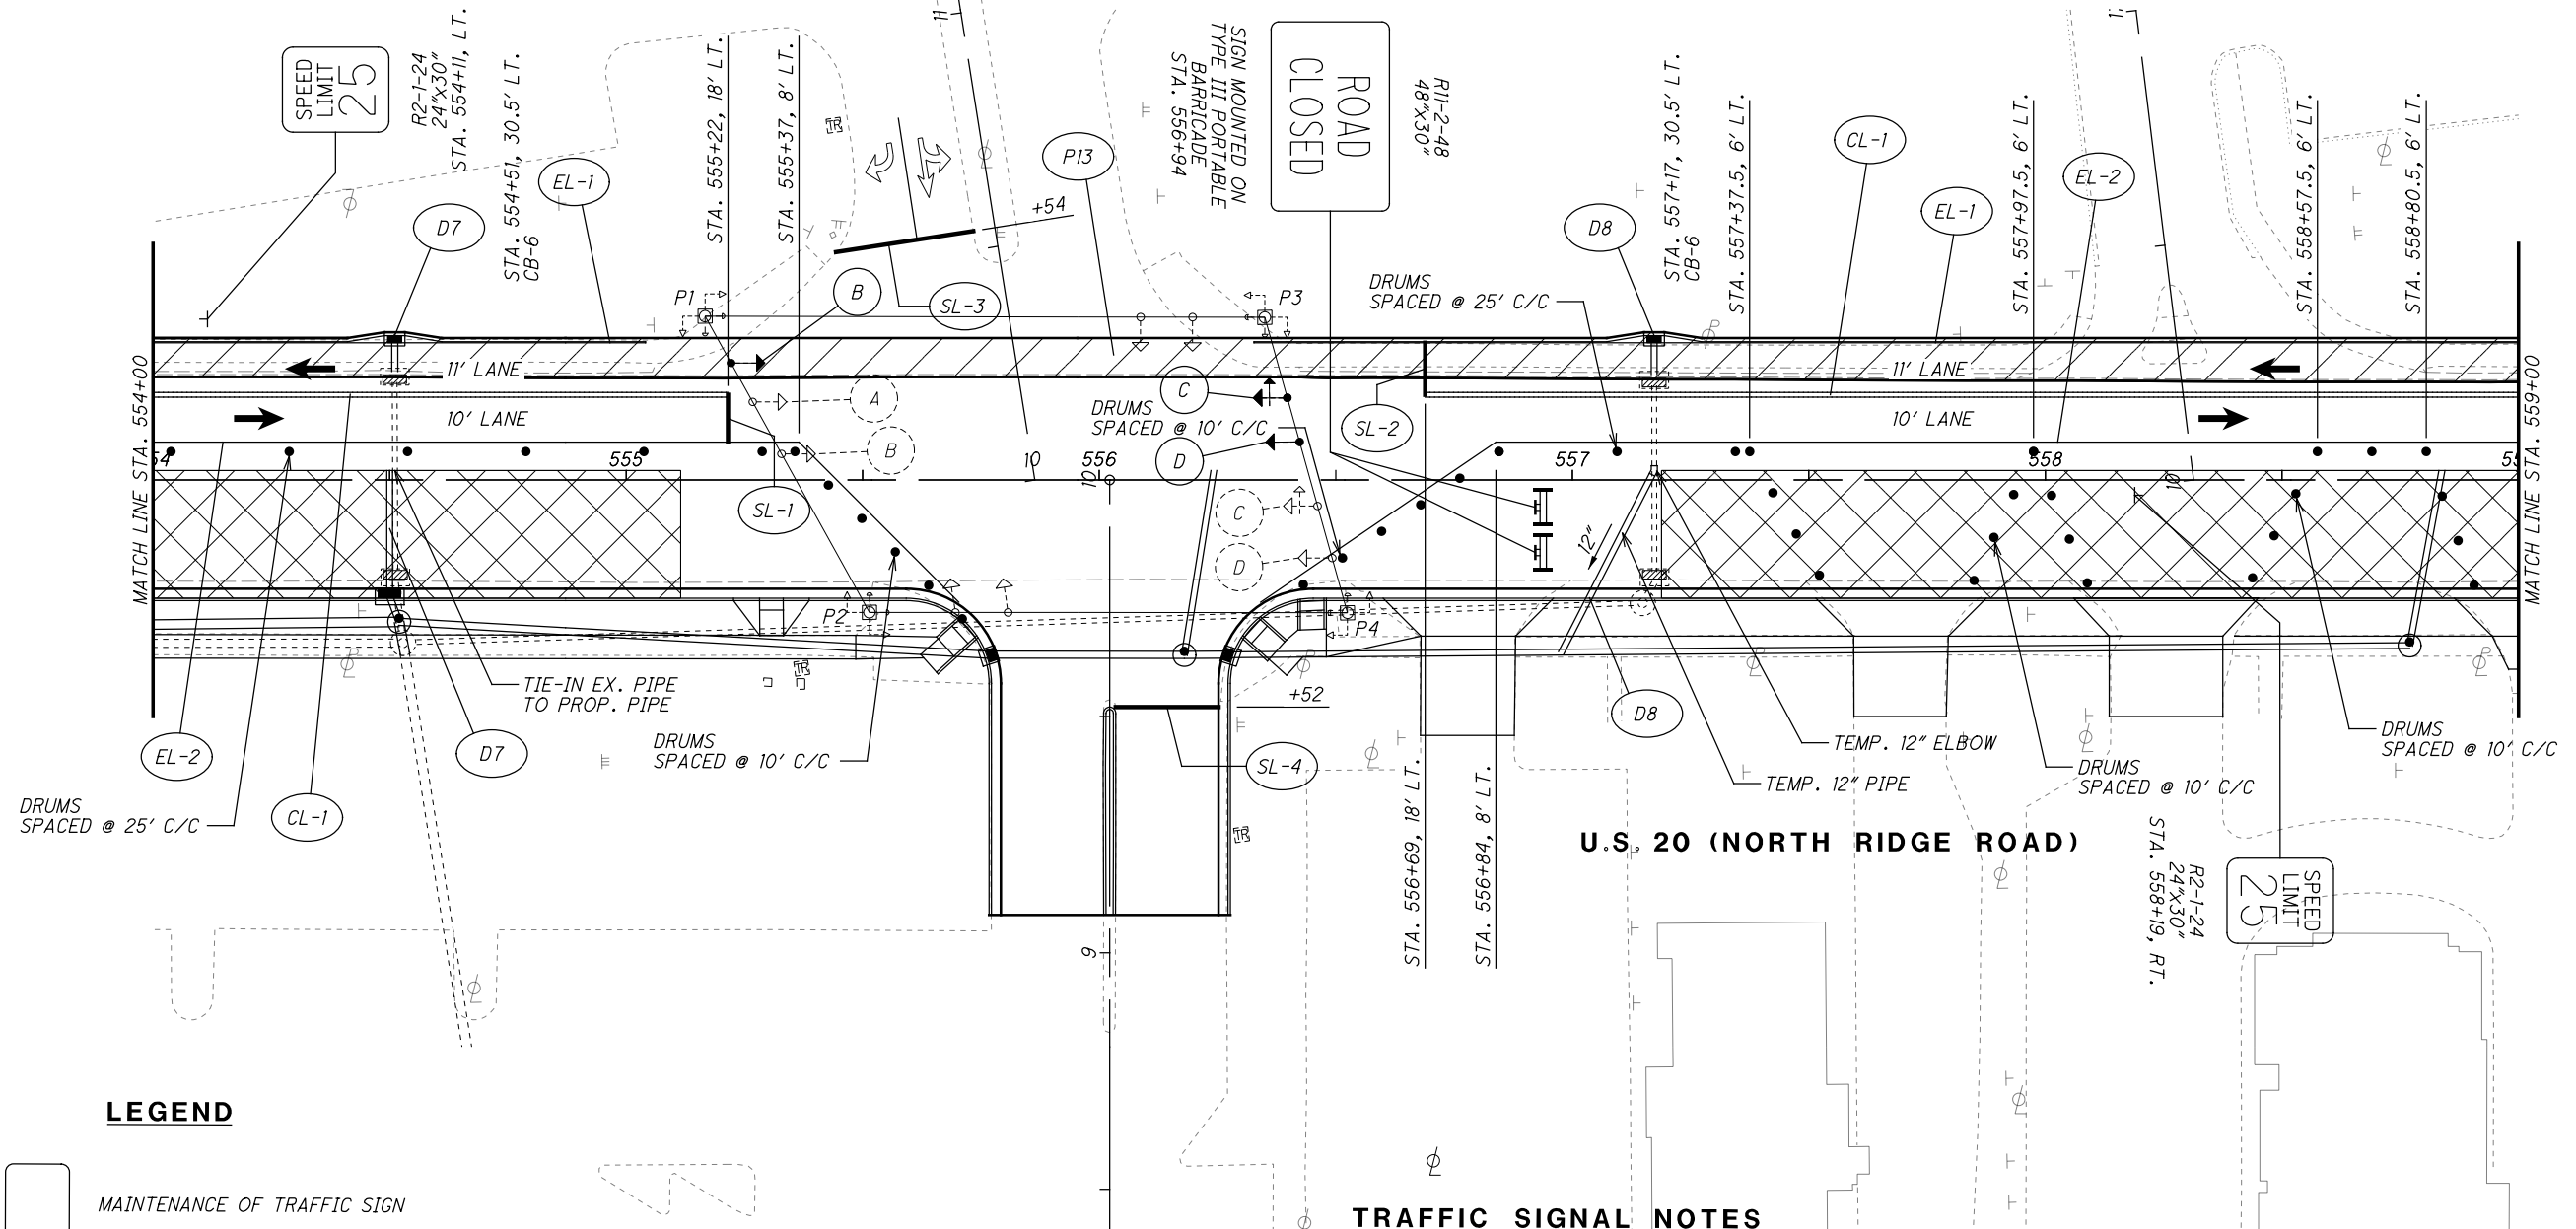 SPEED
LIMIT
25
R2-1-24
24"x30"
STA. 554+11, LT.
STA. 554+51, 30.5' LT.
CB-6
EL-1
D7
STA. 555+22, 18' LT.
STA. 555+37, 8' LT.
TR
11
+54
P13
SIGN MOUNTED ON
TYPE III PORTABLE
BARRICADE
STA. 556+94
ROAD
CLOSED
R11-2-48
48"x30"
D8
STA. 557+17, 30.5' LT.
CB-6
STA. 557+37.5, 6' LT.
CL-1
EL-1
STA. 557+97.5, 6' LT.
EL-2
STA. 558+57.5, 6' LT.
STA. 558+80.5, 6' LT.
P1
B
SL-3
P3
DRUMS
SPACED @ 25' C/C
MATCH LINE STA. 554+00
11' LANE
10' LANE
A
B
C
DRUMS
SPACED @ 10' C/C
D
SL-2
11' LANE
10' LANE
MATCH LINE STA. 559+00
54
555
10
556
10
557
558
10
55
SL-1
C
D
12"
P2
P4
TR
TIE-IN EX. PIPE
TO PROP. PIPE
+52
D8
EL-2
D7
DRUMS
SPACED @ 10' C/C
SL-4
TEMP. 12" ELBOW
TEMP. 12" PIPE
DRUMS
SPACED @ 10' C/C
DRUMS
SPACED @ 10' C/C
DRUMS
SPACED @ 25' C/C
CL-1
TR
STA. 556+69, 18' LT.
STA. 556+84, 8' LT.
U.S. 20 (NORTH RIDGE ROAD)
STA. 558+19, RT.
24"x30"
R2-1-24
SPEED
LIMIT
25
9
LEGEND
MAINTENANCE OF TRAFFIC SIGN
TRAFFIC SIGNAL NOTES